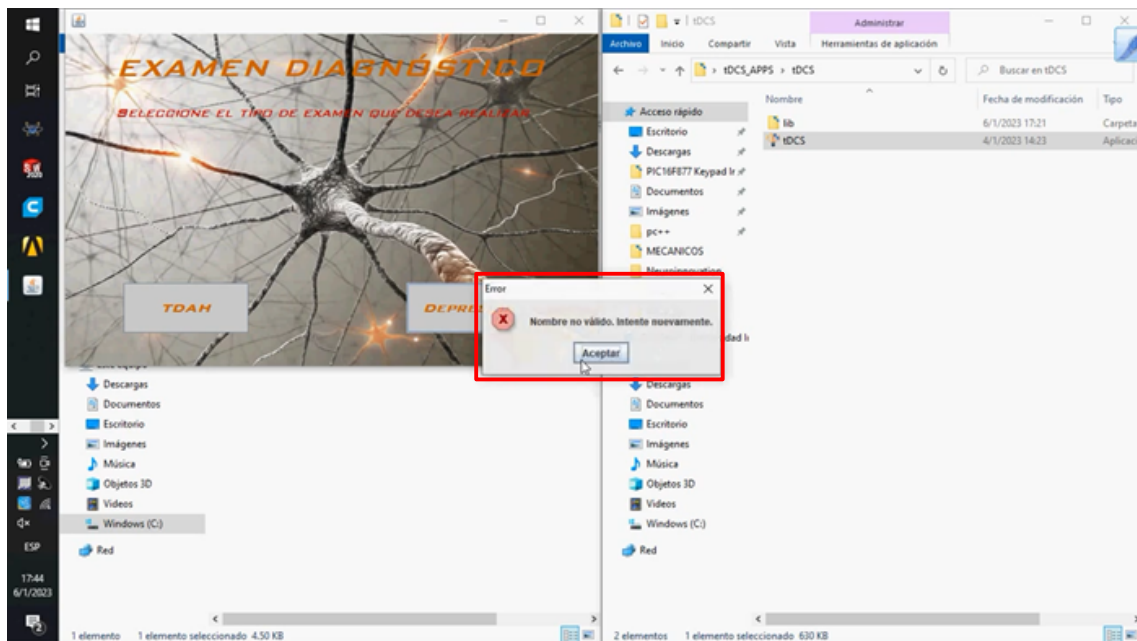 EXAMEN DIAGNÓSTICO
SELECCIONE EL TIPO DE EXAMEN QUE DESEA REALIZAR
TDAH
Error
Nombre no válido. Intente nuevamente.
Aceptar
Descargas
Documentos
Escritorio
Imágenes
Música
Objetos 3D
Videos
Windows (C:)
Red
1 elemento 1 elemento seleccionado 4.50 KB
tDCS
Administrar
Archivo Inicio Compartir Vista Herramientas de aplicación
tDCS_APPS > tDCS
Buscar en tDCS
Nombre Fecha de modificación Tipo
lib 6/1/2023 17:21 Carpeta
tDCS 4/1/2023 14:23 Aplicaci
Acceso rápido
Escritorio
Descargas
PIC16F877 Keypad Ir
Documentos
Imágenes
pc++
MECANICOS
Neuroinnovation
Descargas
Documentos
Escritorio
Imágenes
Música
Objetos 3D
Videos
Windows (C:)
Red
2 elementos 1 elemento seleccionado 630 KB
ESP
17:44
6/1/2023